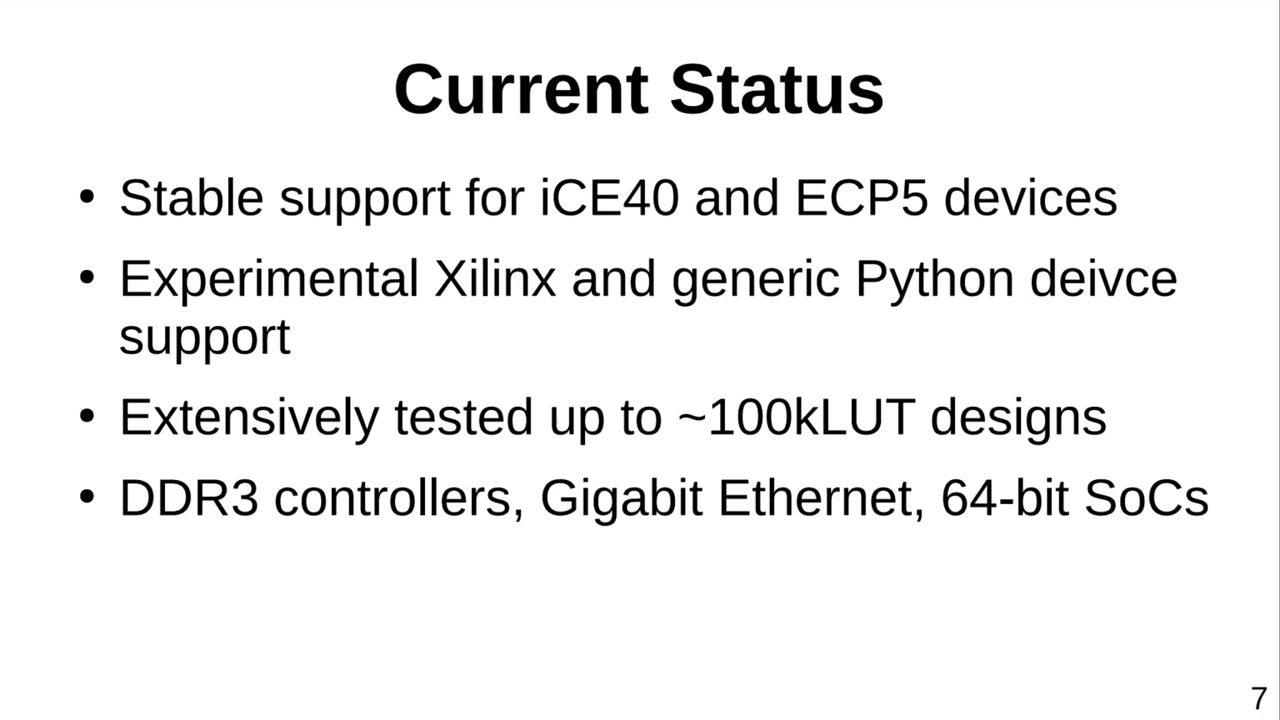 Current Status
• Stable support for iCE40 and ECP5 devices
• Experimental Xilinx and generic Python deivce
support
• Extensively tested up to ~100kLUT designs
• DDR3 controllers, Gigabit Ethernet, 64-bit SoCs
7